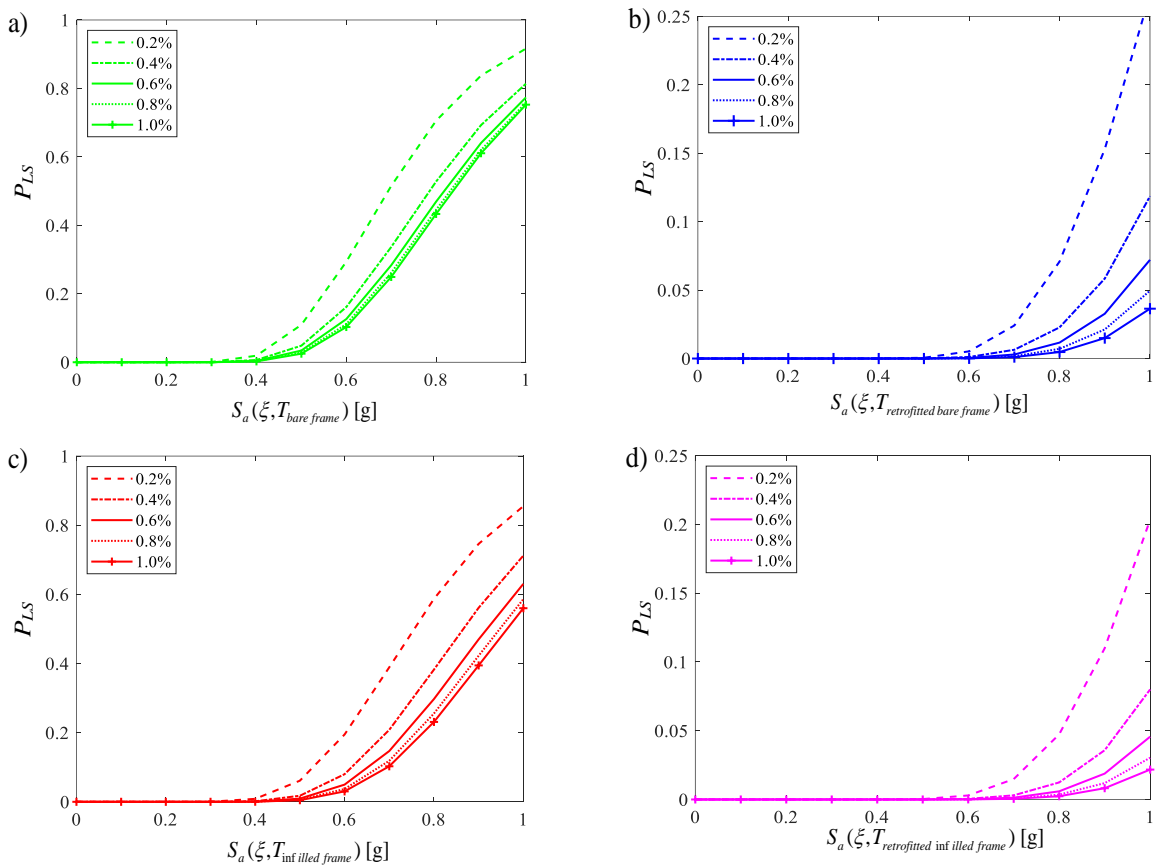 a)
1
0.8
0.6
0.4
0.2
0
P_LS
0.2%
0.4%
0.6%
0.8%
1.0%
0 0.2 0.4 0.6 0.8 1
S_a(ξ,T_bare frame) [g]
b)
0.25
0.2
0.15
0.1
0.05
0
P_LS
0.2%
0.4%
0.6%
0.8%
1.0%
0 0.2 0.4 0.6 0.8 1
S_a(ξ,T_retrofitted bare frame) [g]
c)
1
0.8
0.6
0.4
0.2
0
P_LS
0.2%
0.4%
0.6%
0.8%
1.0%
0 0.2 0.4 0.6 0.8 1
S_a(ξ,T_inf illed frame) [g]
d)
0.25
0.2
0.15
0.1
0.05
0
P_LS
0.2%
0.4%
0.6%
0.8%
1.0%
0 0.2 0.4 0.6 0.8 1
S_a(ξ,T_retrofitted inf illed frame) [g]